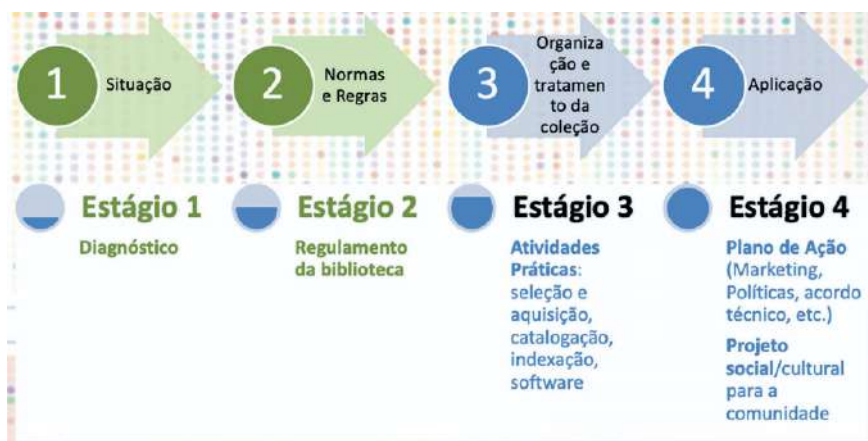 1
Situação
2
Normas
e Regras
3
Organiza
ção e
tratamen
to da
coleção
4
Aplicação
Estágio 1
Diagnóstico
Estágio 2
Regulamento
da biblioteca
Estágio 3
Atividades
Práticas:
seleção e
aquisição,
catalogação,
indexação,
software
Estágio 4
Plano de Ação
(Marketing,
Políticas, acordo
técnico, etc.)
Projeto
social/cultural
para a
comunidade